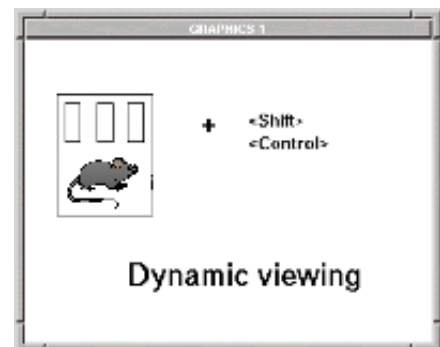 GRAPHICS 1
+ <Shift>
<Control>
Dynamic viewing